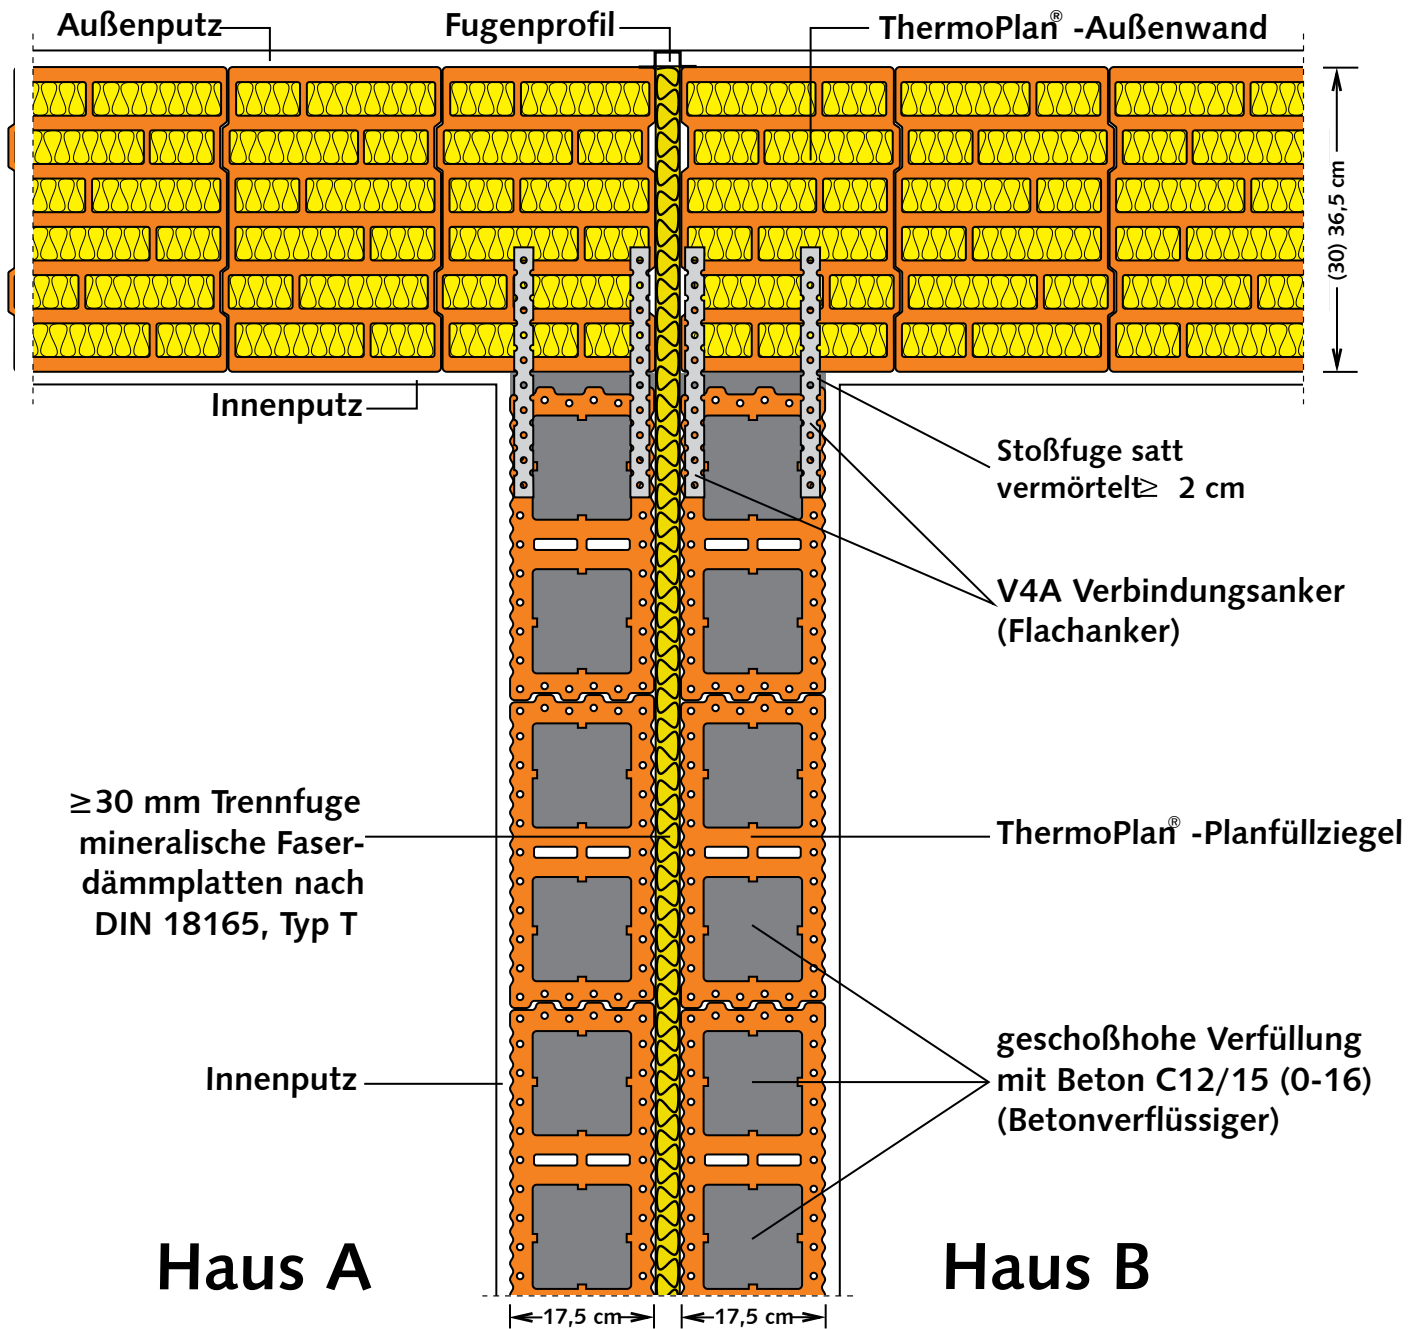 Außenputz
Fugenprofil
ThermoPlan® -Außenwand
(30) 36,5 cm
Innenputz
Stoßfuge satt
vermörtelt≥ 2 cm
V4A Verbindungsanker
(Flachanker)
≥30 mm Trennfuge
mineralische Faser-
dämmplatten nach
DIN 18165, Typ T
ThermoPlan® -Planfüllziegel
geschoßhohe Verfüllung
mit Beton C12/15 (0-16)
(Betonverflüssiger)
Innenputz
Haus A
Haus B
17,5 cm
17,5 cm